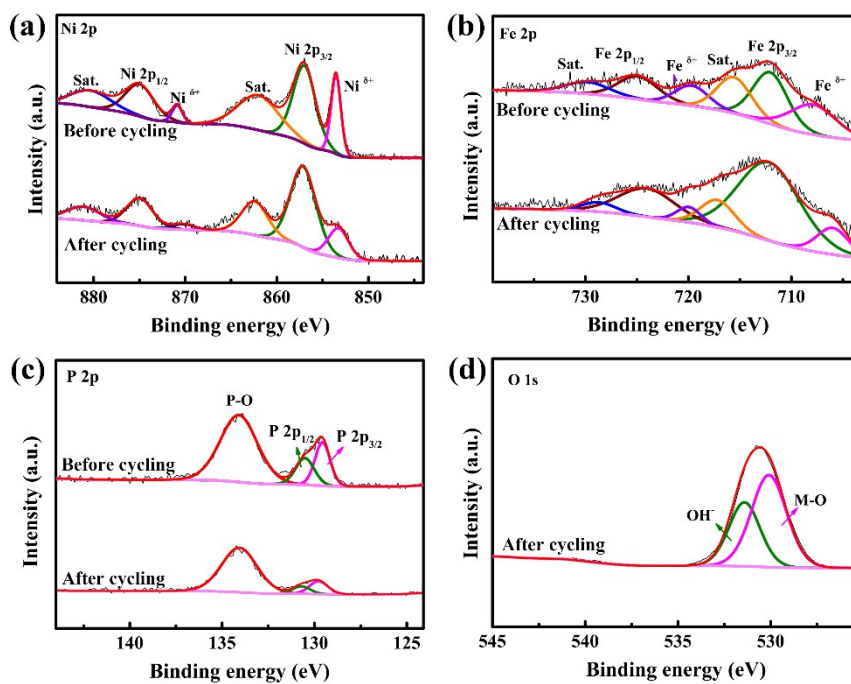 (a) Ni 2p
Sat. Ni 2p1/2 Ni δ+ Sat. Ni 2p3/2 Ni δ+
Before cycling
After cycling
Intensity (a.u.)
880 870 860 850
Binding energy (eV)
(b) Fe 2p
Sat. Fe 2p1/2 Fe δ+ Sat. Fe 2p3/2 Fe δ+
Before cycling
After cycling
Intensity (a.u.)
730 720 710
Binding energy (eV)
(c) P 2p
P-O P 2p1/2 P 2p3/2
Before cycling
After cycling
Intensity (a.u.)
140 135 130 125
Binding energy (eV)
(d) O 1s
OH- M-O
After cycling
Intensity (a.u.)
545 540 535 530
Binding energy (eV)